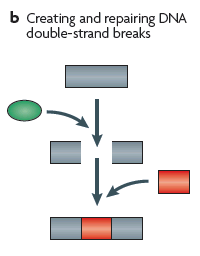 b Creating and repairing DNA
double-strand breaks